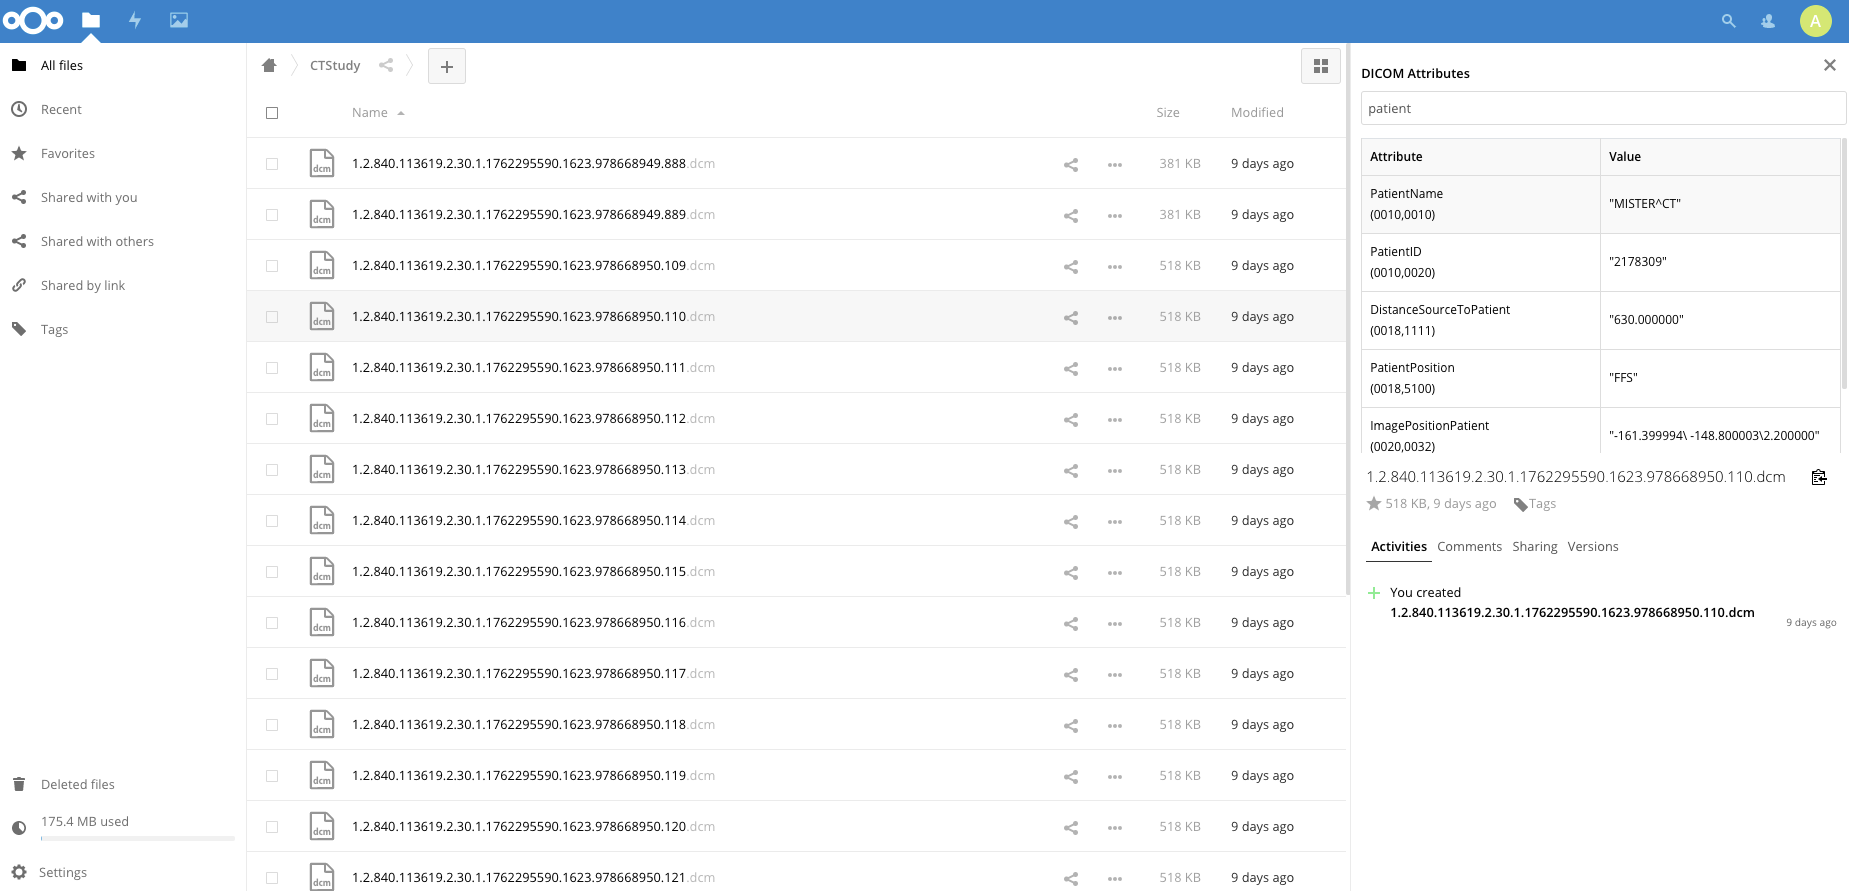 A
All files
Recent
Favorites
Shared with you
Shared with others
Shared by link
Tags
Deleted files
175.4 MB used
Settings
CTStudy
+
Name Size Modified
dcm 1.2.840.113619.2.30.1.1762295590.1623.978668949.888.dcm 381 KB 9 days ago
dcm 1.2.840.113619.2.30.1.1762295590.1623.978668949.889.dcm 381 KB 9 days ago
dcm 1.2.840.113619.2.30.1.1762295590.1623.978668950.109.dcm 518 KB 9 days ago
dcm 1.2.840.113619.2.30.1.1762295590.1623.978668950.110.dcm 518 KB 9 days ago
dcm 1.2.840.113619.2.30.1.1762295590.1623.978668950.111.dcm 518 KB 9 days ago
dcm 1.2.840.113619.2.30.1.1762295590.1623.978668950.112.dcm 518 KB 9 days ago
dcm 1.2.840.113619.2.30.1.1762295590.1623.978668950.113.dcm 518 KB 9 days ago
dcm 1.2.840.113619.2.30.1.1762295590.1623.978668950.114.dcm 518 KB 9 days ago
dcm 1.2.840.113619.2.30.1.1762295590.1623.978668950.115.dcm 518 KB 9 days ago
dcm 1.2.840.113619.2.30.1.1762295590.1623.978668950.116.dcm 518 KB 9 days ago
dcm 1.2.840.113619.2.30.1.1762295590.1623.978668950.117.dcm 518 KB 9 days ago
dcm 1.2.840.113619.2.30.1.1762295590.1623.978668950.118.dcm 518 KB 9 days ago
dcm 1.2.840.113619.2.30.1.1762295590.1623.978668950.119.dcm 518 KB 9 days ago
dcm 1.2.840.113619.2.30.1.1762295590.1623.978668950.120.dcm 518 KB 9 days ago
dcm 1.2.840.113619.2.30.1.1762295590.1623.978668950.121.dcm 518 KB 9 days ago
DICOM Attributes
patient
Attribute Value
PatientName
(0010,0010) "MISTER^CT"
PatientID
(0010,0020) "2178309"
DistanceSourceToPatient
(0018,1111) "630.000000"
PatientPosition
(0018,5100) "FFS"
ImagePositionPatient
(0020,0032) "-161.399994\ -148.800003\2.200000"
1.2.840.113619.2.30.1.1762295590.1623.978668950.110.dcm
518 KB, 9 days ago Tags
Activities Comments Sharing Versions
You created
1.2.840.113619.2.30.1.1762295590.1623.978668950.110.dcm
9 days ago